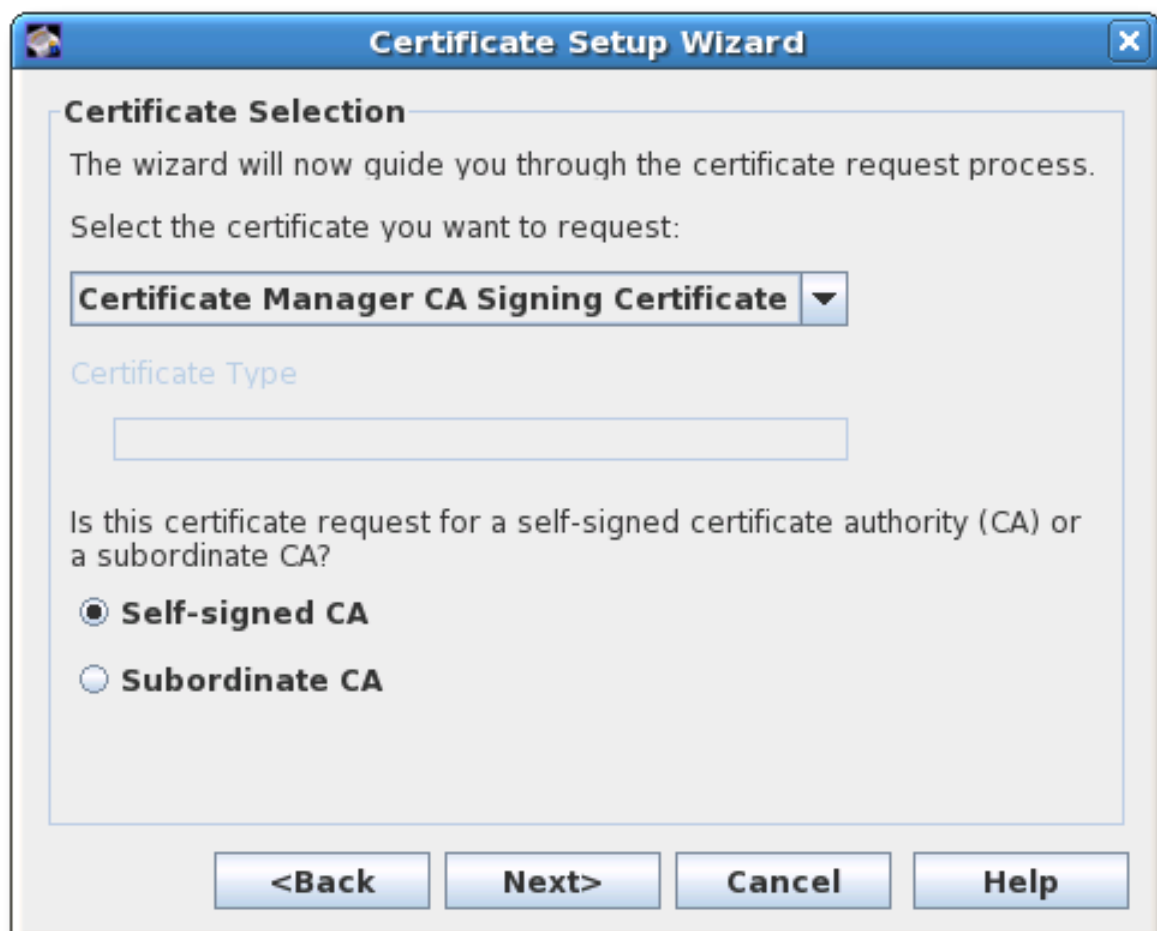 Certificate Setup Wizard
Certificate Selection
The wizard will now guide you through the certificate request process.
Select the certificate you want to request:
Certificate Manager CA Signing Certificate
Certificate Type
Is this certificate request for a self-signed certificate authority (CA) or
a subordinate CA?
Self-signed CA
Subordinate CA
<Back Next> Cancel Help